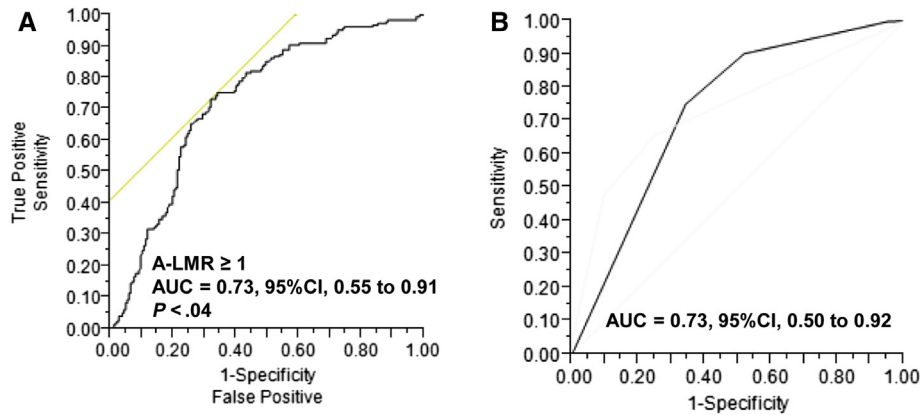 A
1.00
0.90
0.80
0.70
0.60
0.50
0.40
0.30
0.20
0.10
0.00
True Positive
Sensitivity
A-LMR ≥ 1
AUC = 0.73, 95%CI, 0.55 to 0.91
P < .04
0.00 0.20 0.40 0.60 0.80 1.00
1-Specificity
False Positive
B
1.00
0.90
0.80
0.70
0.60
0.50
0.40
0.30
0.20
0.10
0.00
Sensitivity
AUC = 0.73, 95%CI, 0.50 to 0.92
0.00 0.20 0.40 0.60 0.80 1.00
1-Specificity